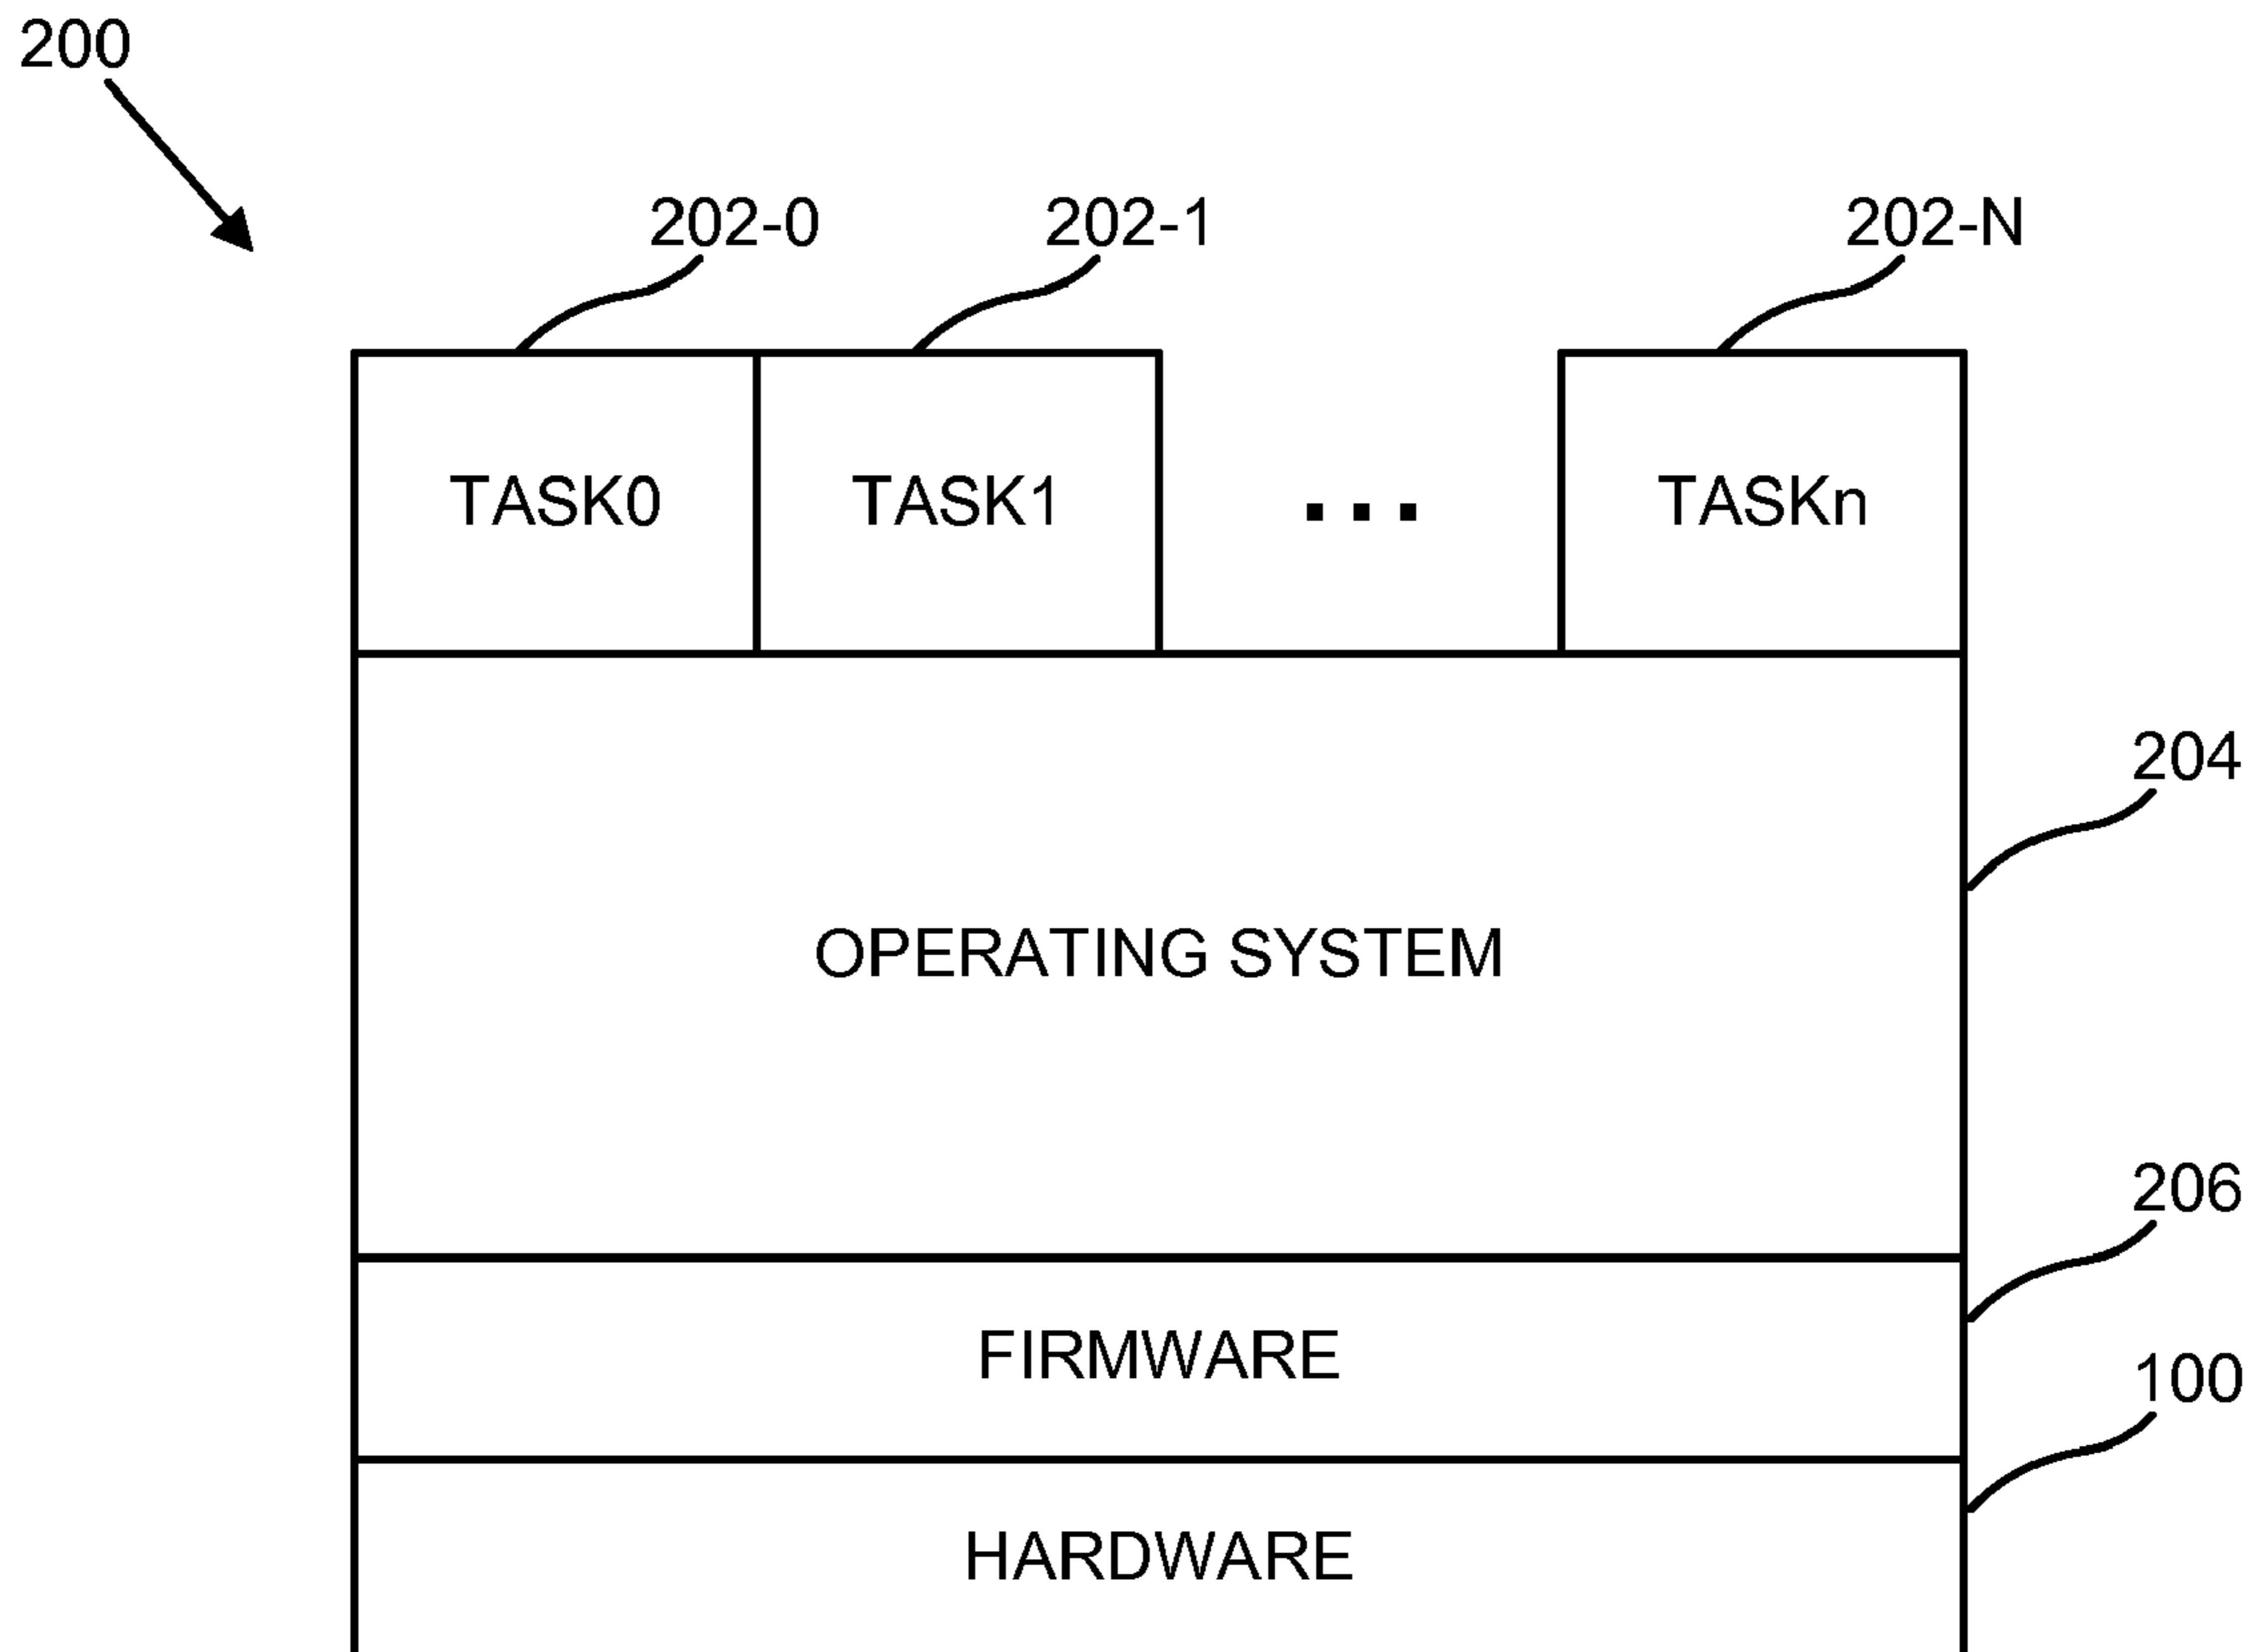 200
202-0 202-1 202-N
TASK0 TASK1 ... TASKn
204
OPERATING SYSTEM
206
FIRMWARE
100
HARDWARE